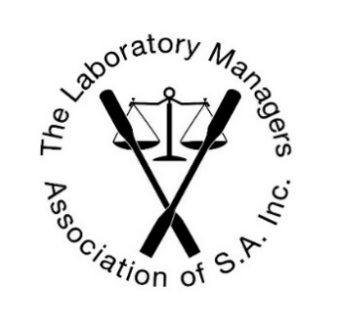 The Laboratory Managers
Association of S.A. Inc.